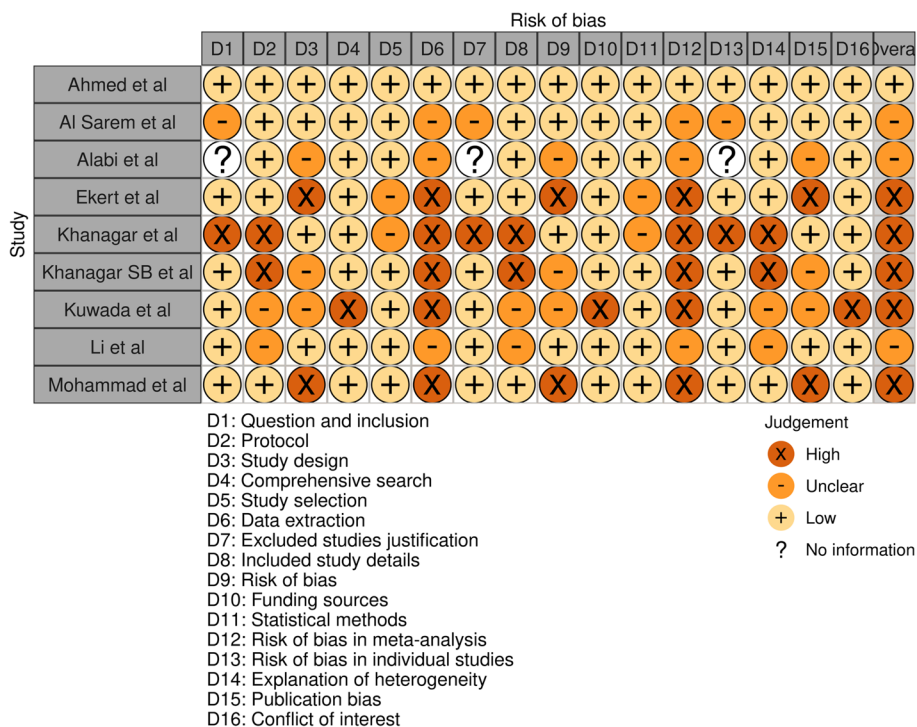 Risk of bias
D1 D2 D3 D4 D5 D6 D7 D8 D9 D10 D11 D12 D13 D14 D15 D16 Overa
Study
Ahmed et al + + + + + + + + + + + + + + + + +
Al Sarem et al - + + + + - - + + + + - - + + + -
Alabi et al ? + - + + - ? + - + + - ? + - + -
Ekert et al + + X + - X + + X + - X + + X + X
Khanagar et al X X + + - X X X + + - X X X + + X
Khanagar SB et al + X - + + X + X - + + X + X - + X
Kuwada et al + - - X + X + - - X + X + - - X X
Li et al + - + + + - + - + + + - + - + + -
Mohammad et al + + X + + X + + X + + X + + X + X
D1: Question and inclusion
D2: Protocol
D3: Study design
D4: Comprehensive search
D5: Study selection
D6: Data extraction
D7: Excluded studies justification
D8: Included study details
D9: Risk of bias
D10: Funding sources
D11: Statistical methods
D12: Risk of bias in meta-analysis
D13: Risk of bias in individual studies
D14: Explanation of heterogeneity
D15: Publication bias
D16: Conflict of interest
Judgement
X High
- Unclear
+ Low
? No information